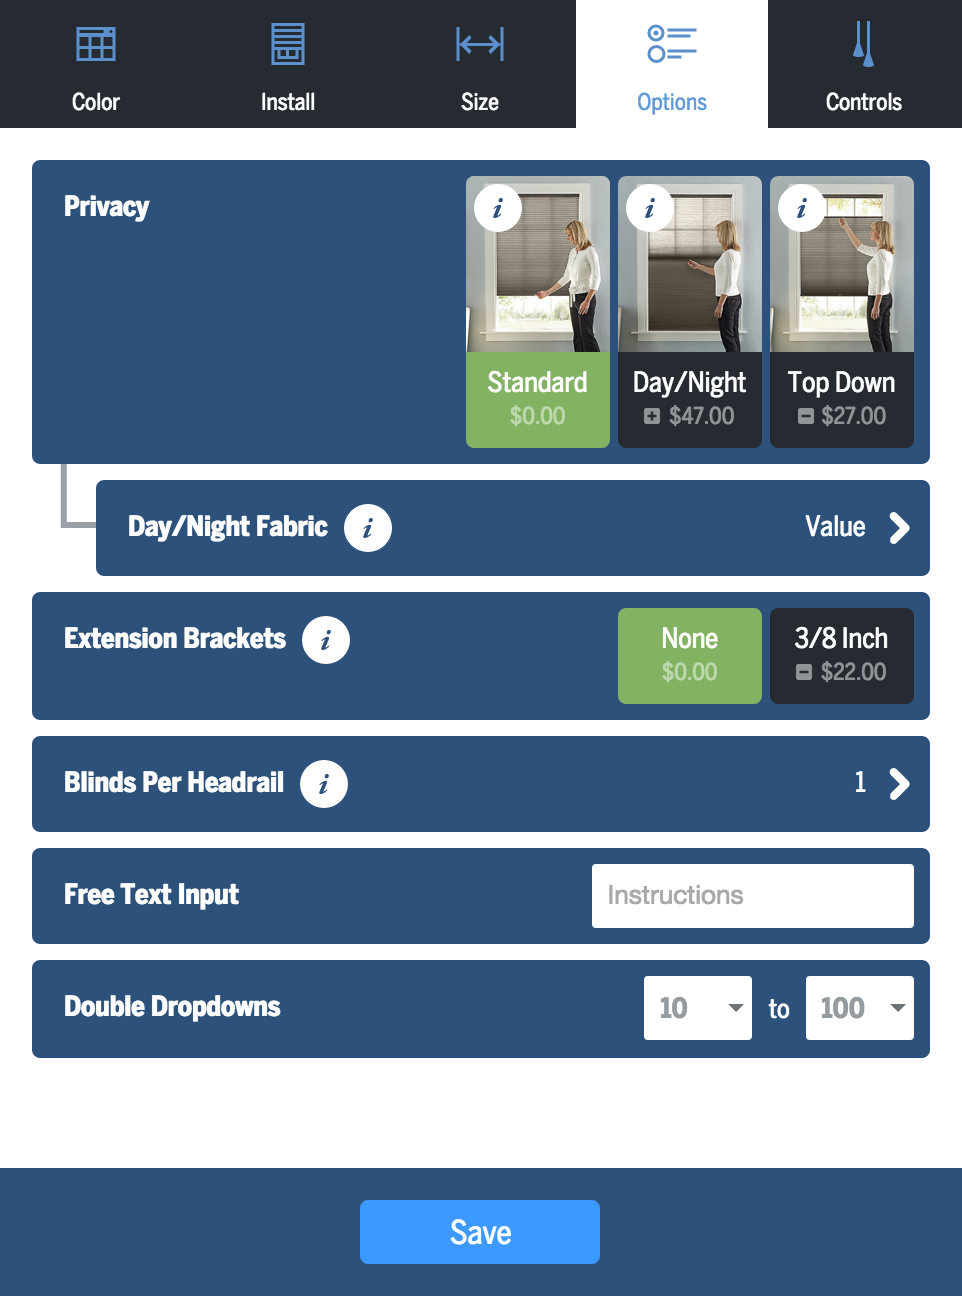 Color
Install
Size
Options
Controls
Privacy
i
i
i
Standard
$0.00
Day/Night
+ $47.00
Top Down
- $27.00
Day/Night Fabric i
Value
Extension Brackets i
None
$0.00
3/8 Inch
- $22.00
Blinds Per Headrail i
1
Free Text Input
Instructions
Double Dropdowns
10 to 100
Save